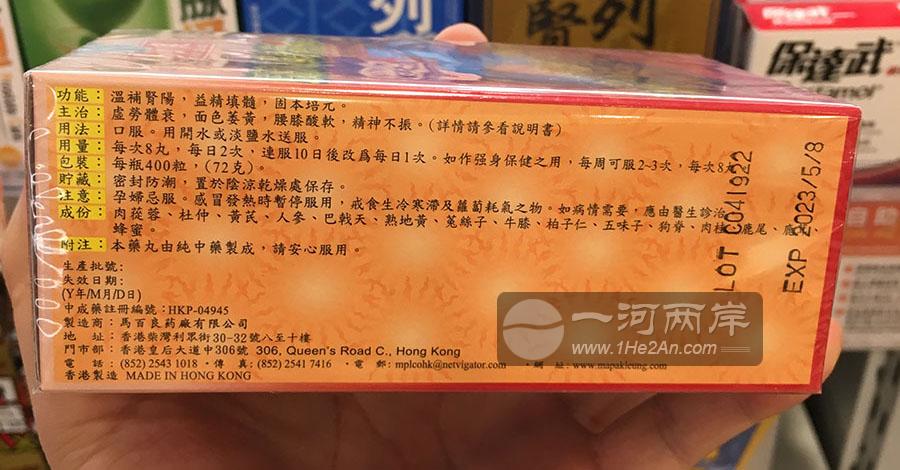 列
腎列
保達武
功能：溫補腎陽，益精填髓，固本培元。
主治：虛勞體衰，面色萎黃，腰膝酸軟，精神不振。(詳情請參看說明書)
用法：口服。用開水或淡鹽水送服。
用量：每次8丸，每日2次，連服10日後改爲每日1次。如作强身保健之用，每周可服2-3次，每次8丸。
包裝：每瓶400粒，(72克)。
貯藏：密封防潮，置於陰涼乾燥處保存。
注意：孕婦忌服。感冒發熱時暫停服用，戒食生冷寒滯及蘿蔔耗氣之物。如病情需要，應由醫生診治。
成份：肉蓯蓉、杜仲、黃芪、人參、巴戟天、熟地黃、菟絲子、牛膝、柏子仁、五味子、狗脊、肉桂、鹿尾、
蜂蜜。
附注：本藥丸由純中藥製成，請安心服用。
生產批號：
失效日期：
(Y年/M月/D日)
中成藥註冊編號：HKP-04945
製造商：馬百良葯廠有限公司
地 址：香港柴灣利眾街30-32號八至十樓
門市部：香港皇后大道中306號 306, Queen's Road C., Hong Kong
電 話：(852) 2543 1018 · 傳 真：(852) 2541 7416 · 電 郵：mplcohk@netvigator.com · 網 址：www.mapakleung.com
香港製造 MADE IN HONG KONG
LOT C041922
EXP 2023/5/8
一河两岸
www.1He2An.com